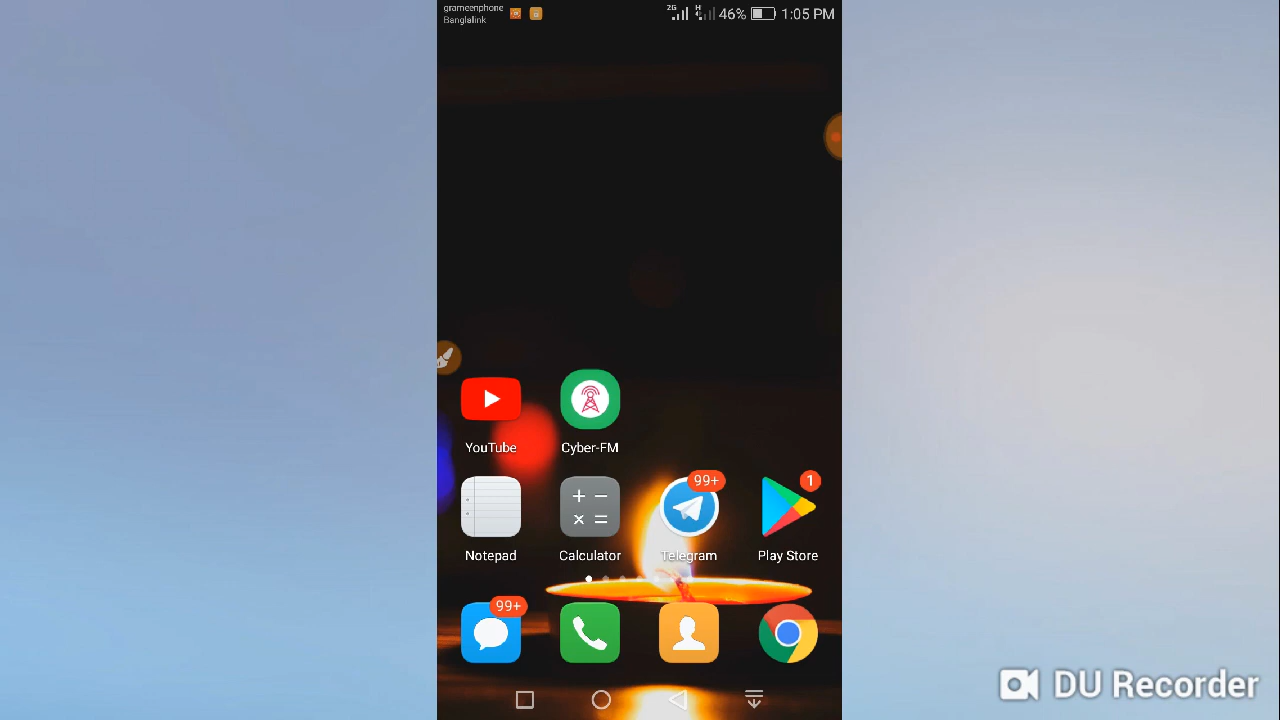 grameenphone
Banglalink
2G
H
46%
1:05 PM
YouTube
Cyber-FM
99+
1
Notepad
Calculator
Telegram
Play Store
99+
DU Recorder